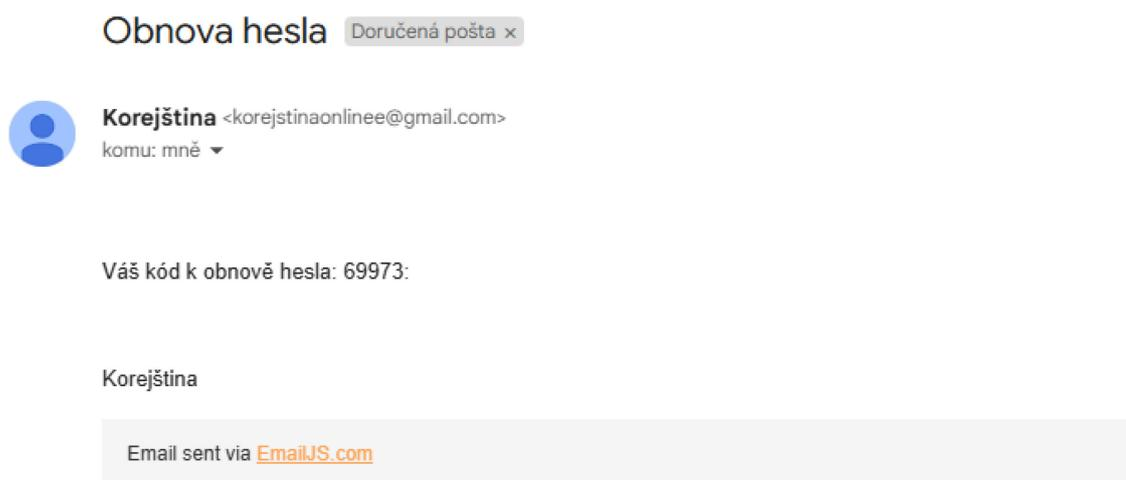 Obnova hesla Doručená pošta ×
Korejština <korejstinaonlinee@gmail.com>
komu: mně
Váš kód k obnově hesla: 69973:
Korejština
Email sent via EmailJS.com